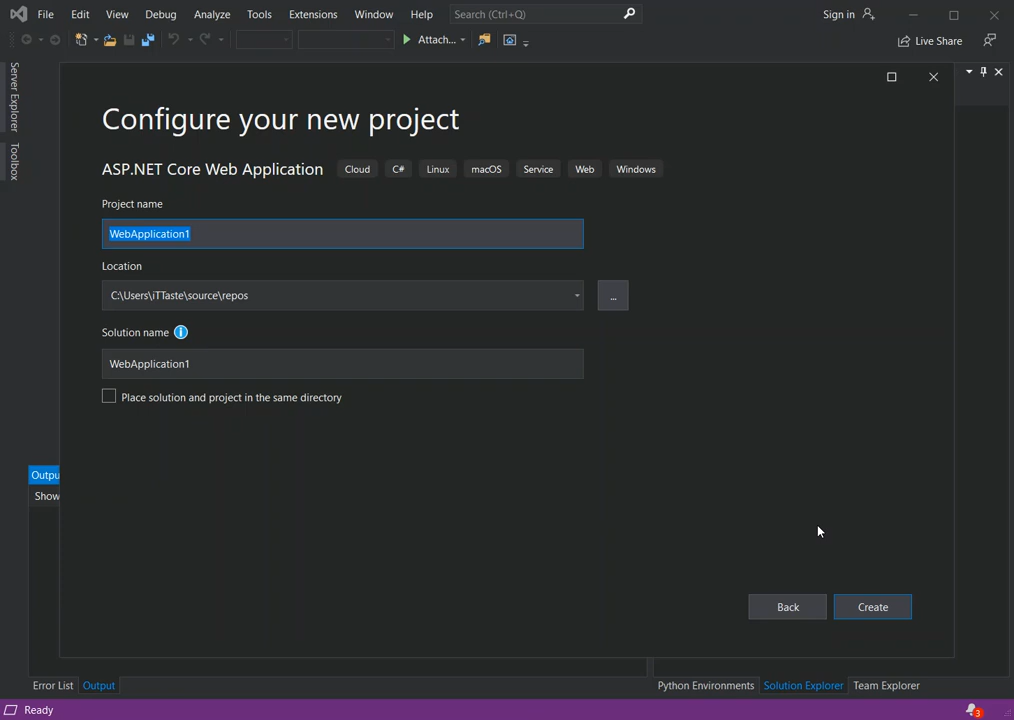 File Edit View Debug Analyze Tools Extensions Window Help Search (Ctrl+Q) Sign in
Attach... Live Share
Server Explorer
Toolbox
Configure your new project
ASP.NET Core Web Application Cloud C# Linux macOS Service Web Windows
Project name
WebApplication1
Location
C:\Users\iTTaste\source\repos
...
Solution name
WebApplication1
Place solution and project in the same directory
Outpu
Show
Back Create
Error List Output Python Environments Solution Explorer Team Explorer
Ready 3